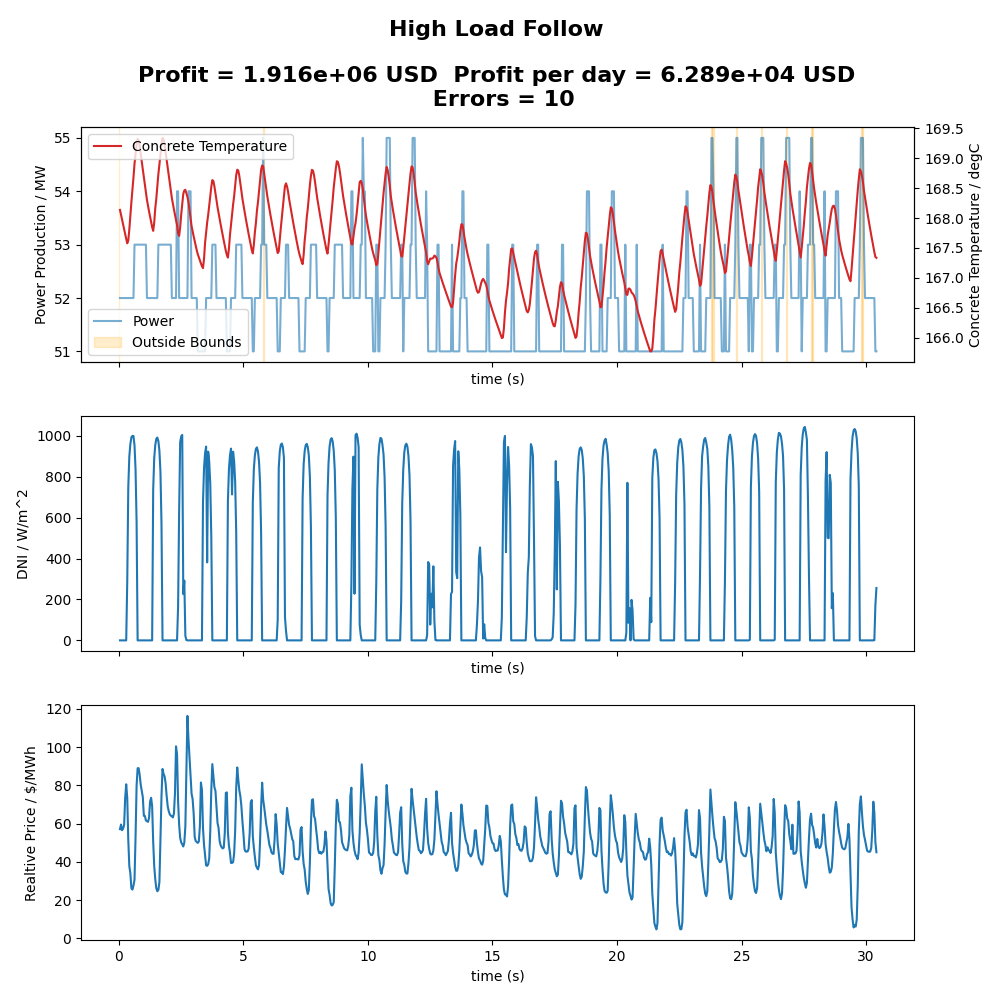 High Load Follow
Profit = 1.916e+06 USD  Profit per day = 6.289e+04 USD
Errors = 10
Power Production / MW
55
54
53
52
51
Concrete Temperature
Power
Outside Bounds
169.5
169.0
168.5
168.0
167.5
167.0
166.5
166.0
Concrete Temperature / degC
time (s)
DNI / W/m^2
1000
800
600
400
200
0
time (s)
Realtive Price / $/MWh
120
100
80
60
40
20
0
0 5 10 15 20 25 30
time (s)